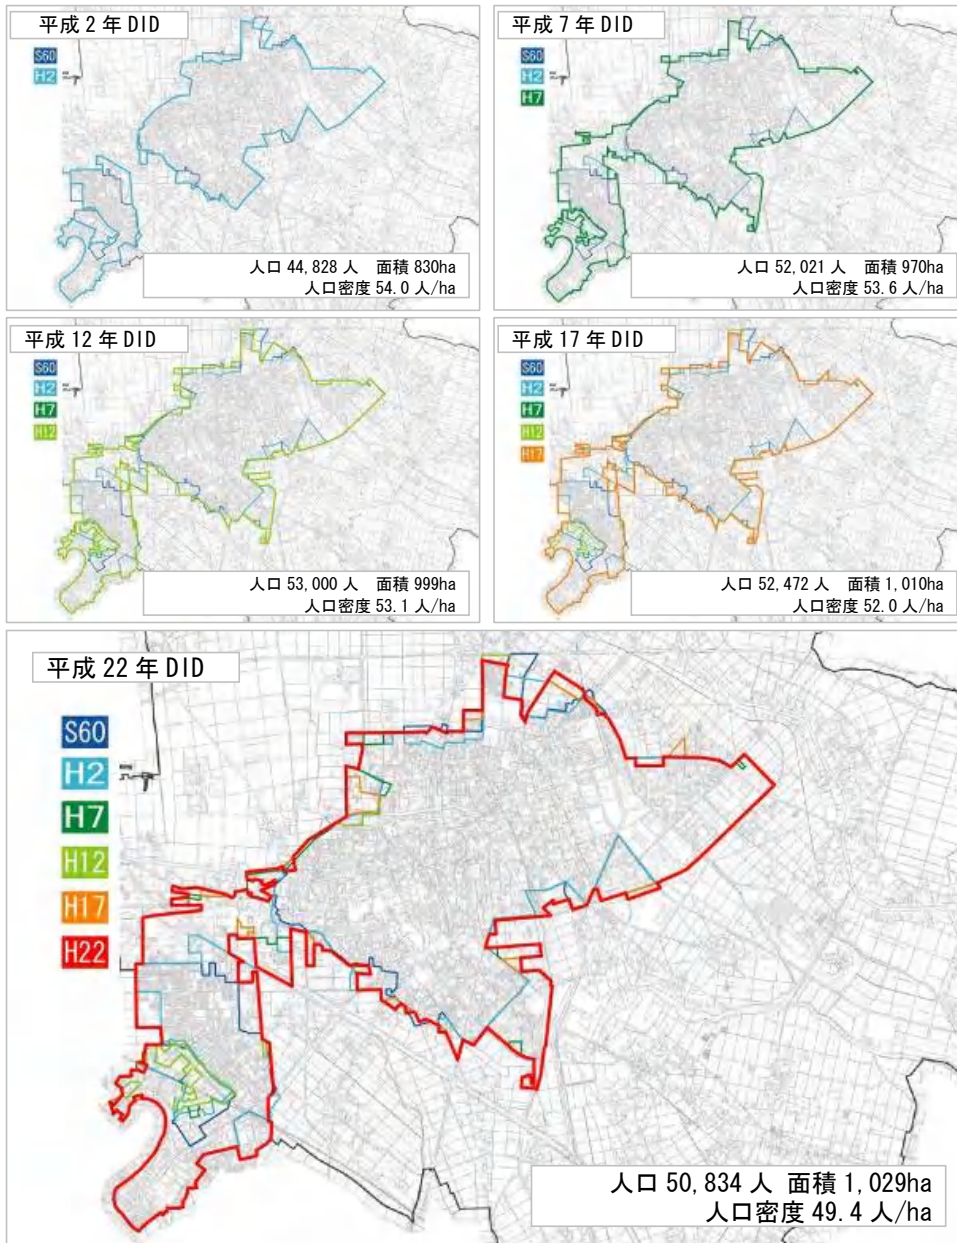 平成 2 年 DID
S60
H2
人口 44,828 人 面積 830ha
人口密度 54.0 人/ha
平成 7 年 DID
S60
H2
H7
人口 52,021 人 面積 970ha
人口密度 53.6 人/ha
平成 12 年 DID
S60
H2
H7
H12
人口 53,000 人 面積 999ha
人口密度 53.1 人/ha
平成 17 年 DID
S60
H2
H7
H12
H17
人口 52,472 人 面積 1,010ha
人口密度 52.0 人/ha
平成 22 年 DID
S60
H2
H7
H12
H17
H22
人口 50,834 人 面積 1,029ha
人口密度 49.4 人/ha